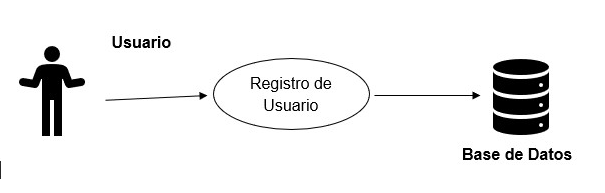 Usuario
Registro de
Usuario
Base de Datos